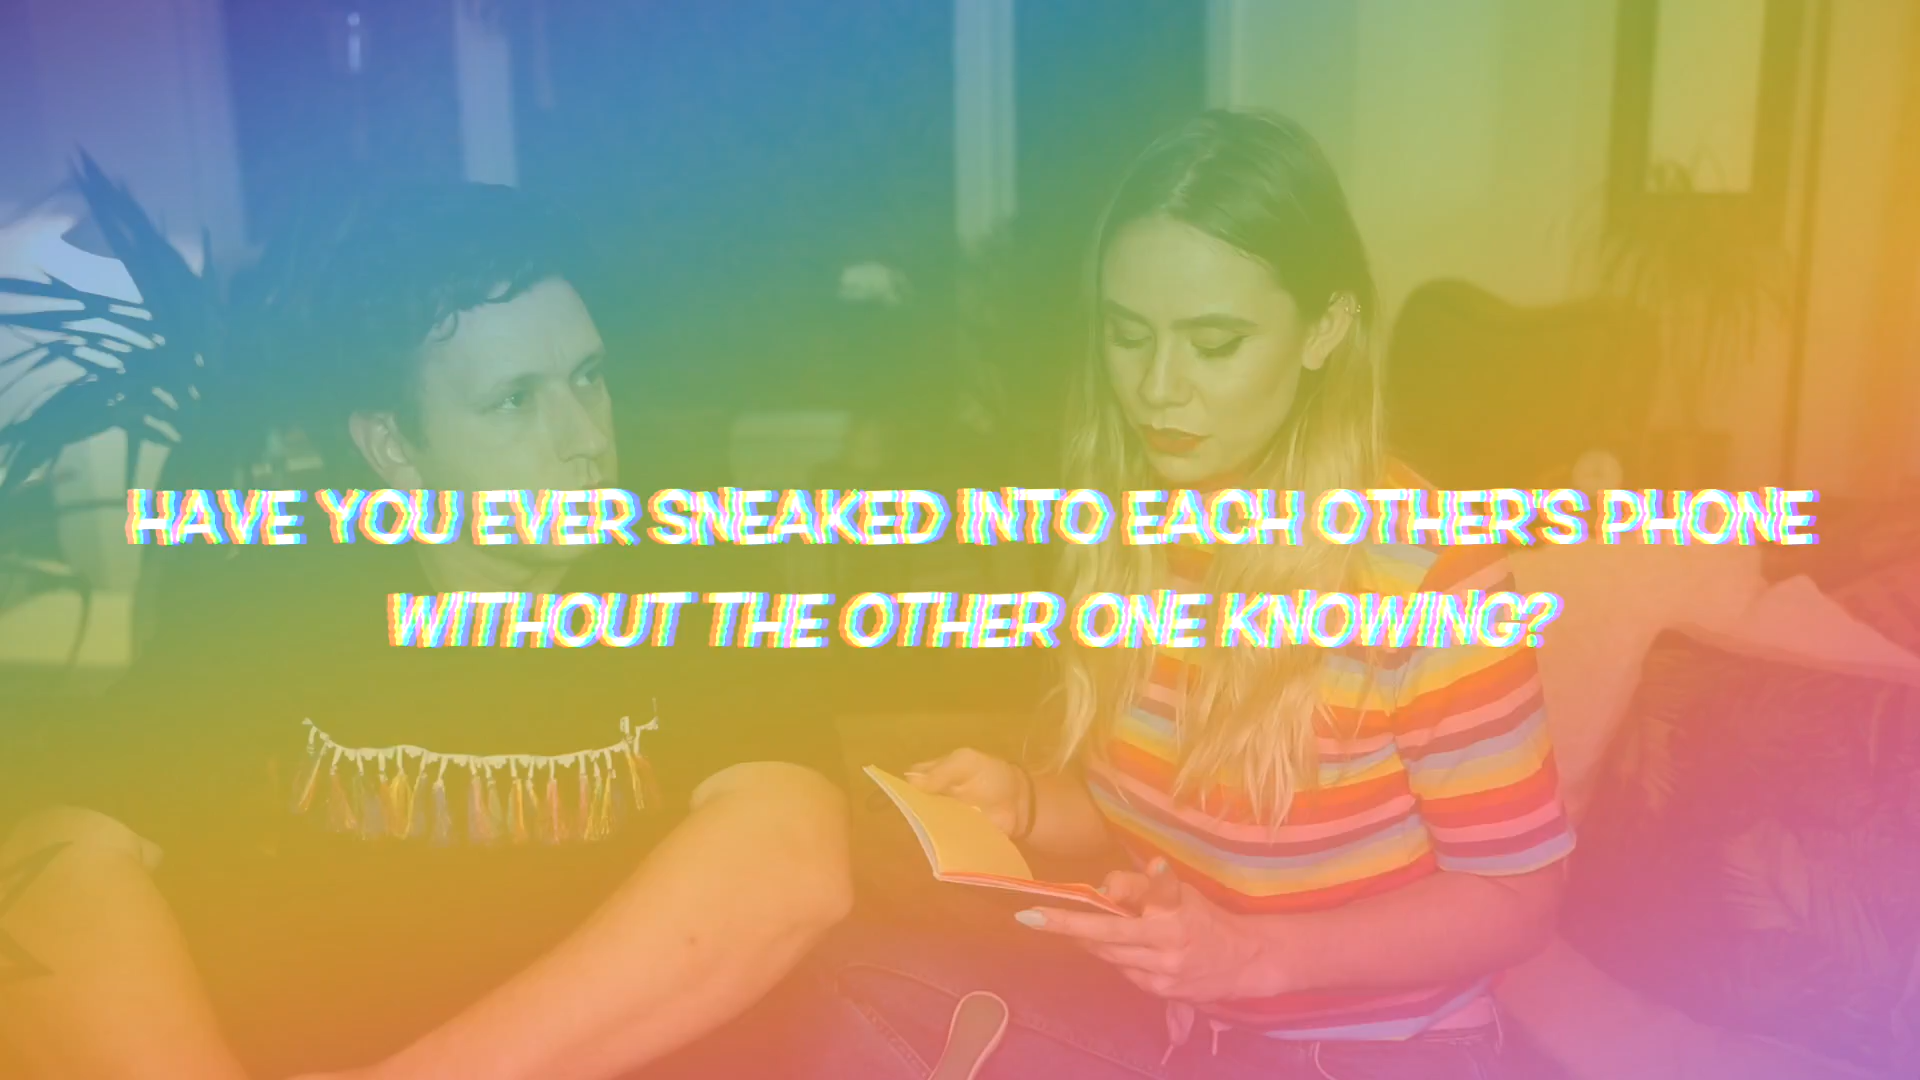 HAVE YOU EVER SNEAKED INTO EACH OTHER'S PHONE
WITHOUT THE OTHER ONE KNOWING?